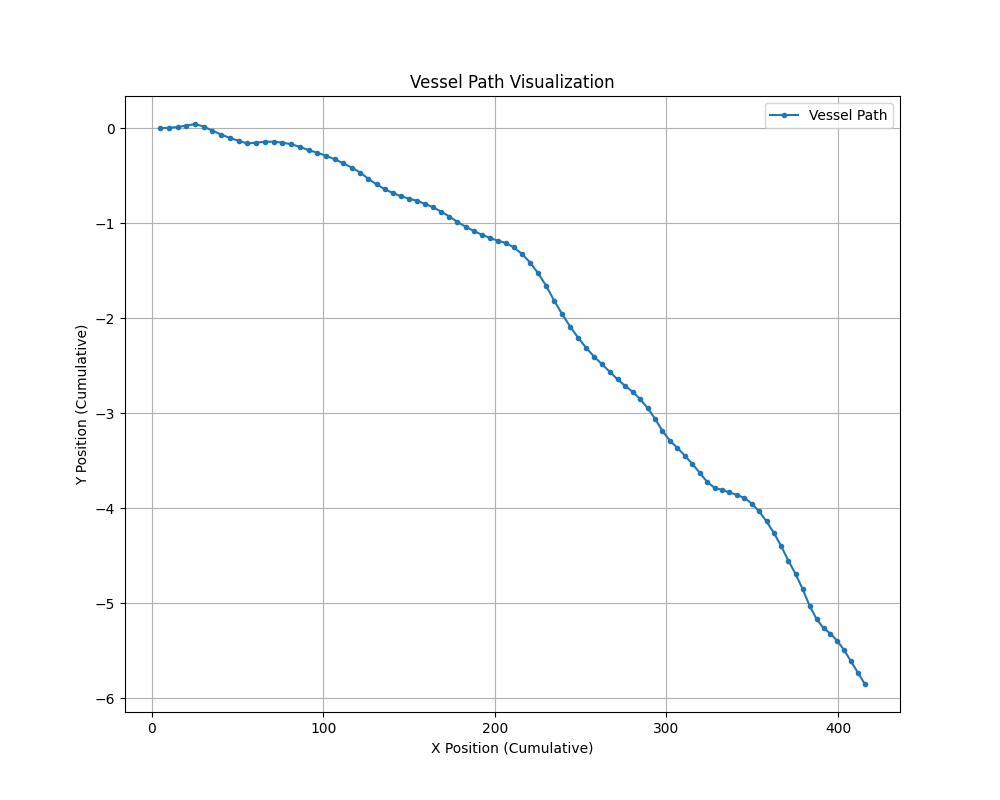 Vessel Path Visualization
Vessel Path
Y Position (Cumulative)
0
−1
−2
−3
−4
−5
−6
0 100 200 300 400
X Position (Cumulative)